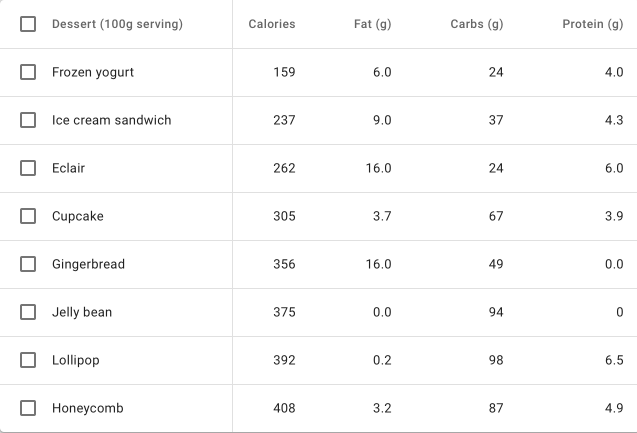 Dessert (100g serving) Calories Fat (g) Carbs (g) Protein (g)
Frozen yogurt 159 6.0 24 4.0
Ice cream sandwich 237 9.0 37 4.3
Eclair 262 16.0 24 6.0
Cupcake 305 3.7 67 3.9
Gingerbread 356 16.0 49 0.0
Jelly bean 375 0.0 94 0
Lollipop 392 0.2 98 6.5
Honeycomb 408 3.2 87 4.9